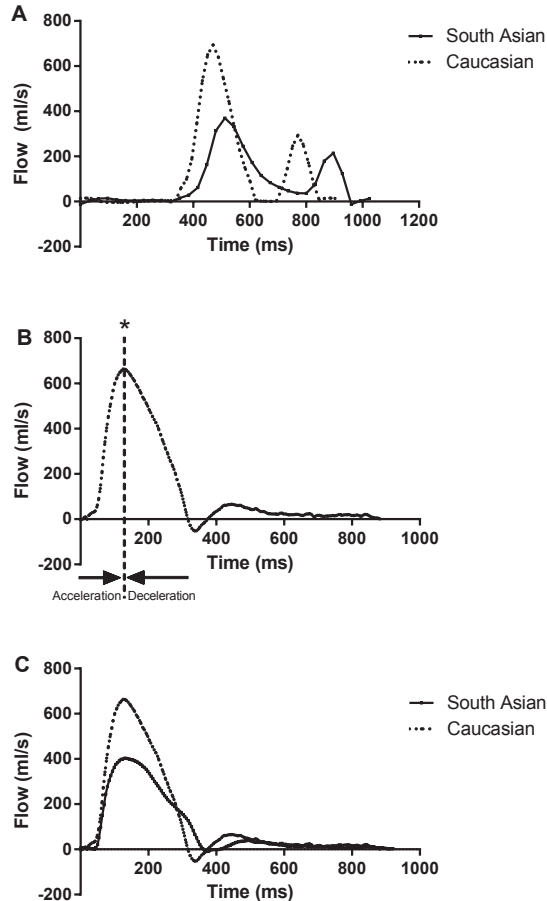 A
800
600
400
200
0
-200
Flow (ml/s)
200 400 600 800 1000 1200
Time (ms)
South Asian
Caucasian
B
*
800
600
400
200
0
-200
Flow (ml/s)
200 400 600 800 1000
Time (ms)
Acceleration Deceleration
C
800
600
400
200
0
-200
Flow (ml/s)
200 400 600 800 1000
Time (ms)
South Asian
Caucasian